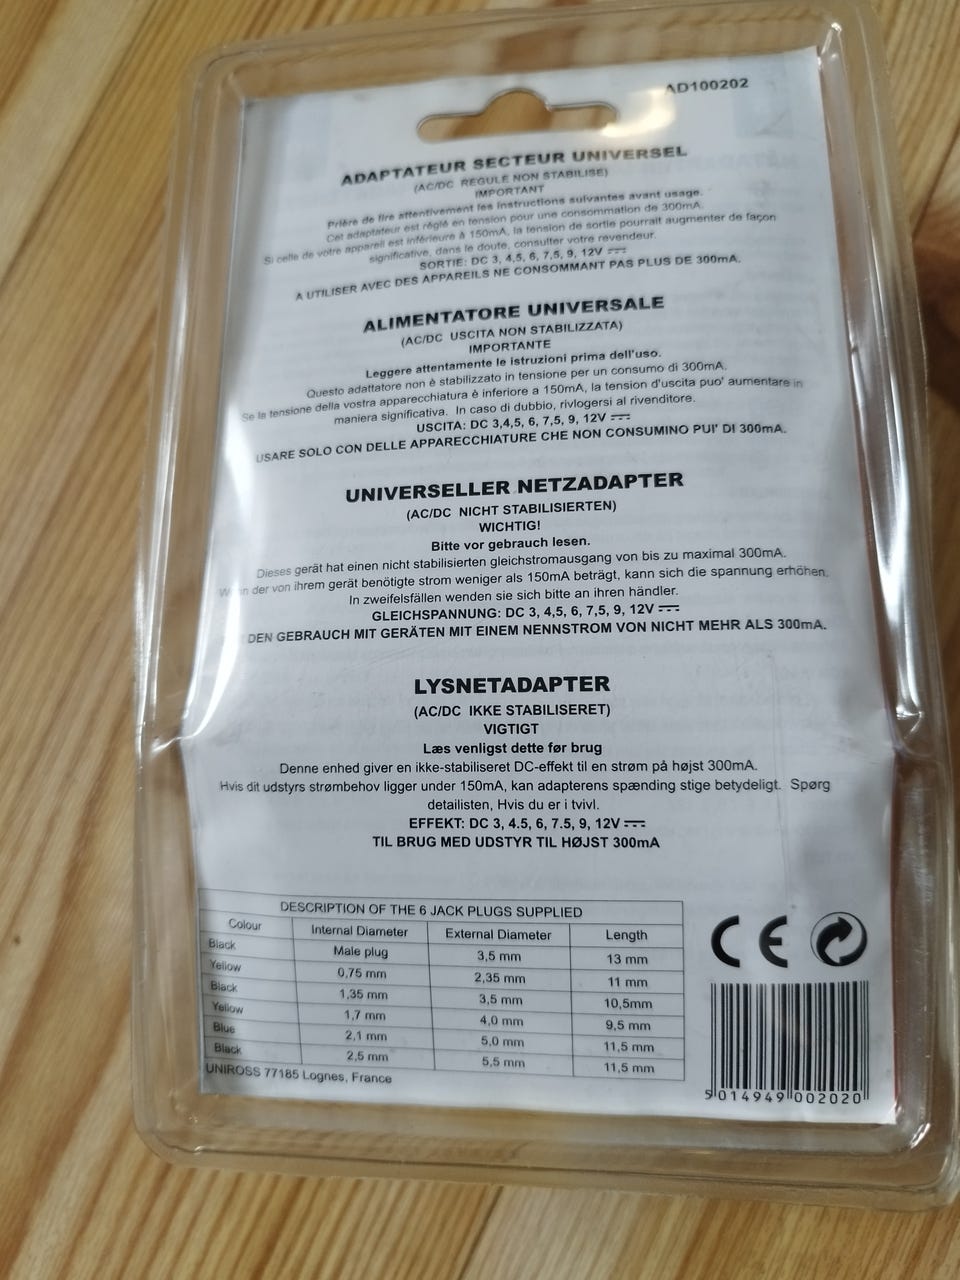 AD100202
ADAPTATEUR SECTEUR UNIVERSEL
(AC/DC REGULE NON STABILISE)
IMPORTANT
Prière de lire attentivement les instructions suivantes avant usage.
Cet adaptateur est réglé en tension pour une consommation de 300mA.
Si celle de votre appareil est inférieure à 150mA, la tension de sortie pourrait augmenter de façon
significative, dans le doute, consulter votre revendeur.
SORTIE: DC 3, 4,5, 6, 7,5, 9, 12V
A UTILISER AVEC DES APPAREILS NE CONSOMMANT PAS PLUS DE 300mA.
ALIMENTATORE UNIVERSALE
(AC/DC USCITA NON STABILIZZATA)
IMPORTANTE
Leggere attentamente le istruzioni prima dell'uso.
Questo adattatore non è stabilizzato in tensione per un consumo di 300mA.
Se la tensione della vostra apparecchiatura è inferiore a 150mA, la tension d'uscita puo' aumentare in
maniera significativa. In caso di dubbio, rivlogersi al rivenditore.
USCITA: DC 3,4,5, 6, 7,5, 9, 12V
USARE SOLO CON DELLE APPARECCHIATURE CHE NON CONSUMINO PUI' DI 300mA.
UNIVERSELLER NETZADAPTER
(AC/DC NICHT STABILISIERTEN)
WICHTIG!
Bitte vor gebrauch lesen.
Dieses gerät hat einen nicht stabilisierten gleichstromausgang von bis zu maximal 300mA.
Wenn der von ihrem gerät benötigte strom weniger als 150mA beträgt, kann sich die spannung erhöhen.
In zweifelsfällen wenden sie sich bitte an ihren händler.
GLEICHSPANNUNG: DC 3, 4,5, 6, 7,5, 9, 12V
DEN GEBRAUCH MIT GERÄTEN MIT EINEM NENNSTROM VON NICHT MEHR ALS 300mA.
LYSNETADAPTER
(AC/DC IKKE STABILISERET)
VIGTIGT
Læs venligst dette før brug
Denne enhed giver en ikke-stabiliseret DC-effekt til en strøm på højst 300mA.
Hvis dit udstyrs strømbehov ligger under 150mA, kan adapterens spænding stige betydeligt. Spørg
detailisten, Hvis du er i tvivl.
EFFEKT: DC 3, 4.5, 6, 7.5, 9, 12V
TIL BRUG MED UDSTYR TIL HØJST 300mA
DESCRIPTION OF THE 6 JACK PLUGS SUPPLIED
Colour Internal Diameter External Diameter Length
Black Male plug 3,5 mm 13 mm
Yellow 0,75 mm 2,35 mm 11 mm
Black 1,35 mm 3,5 mm 10,5mm
Yellow 1,7 mm 4,0 mm 9,5 mm
Blue 2,1 mm 5,0 mm 11,5 mm
Black 2,5 mm 5,5 mm 11,5 mm
UNIROSS 77185 Lognes, France
CE
5 014949 002020